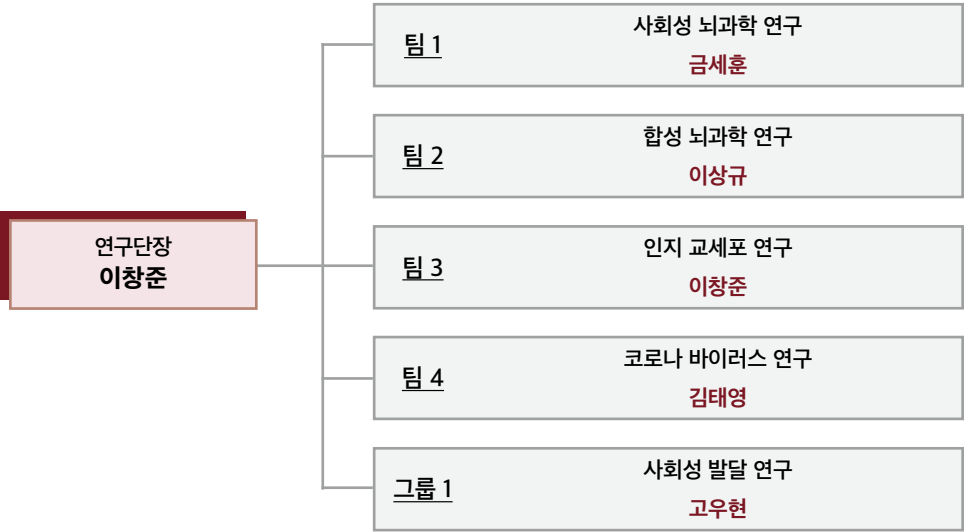 연구단장
이창준
팀 1
사회성 뇌과학 연구
금세훈
팀 2
합성 뇌과학 연구
이상규
팀 3
인지 교세포 연구
이창준
팀 4
코로나 바이러스 연구
김태영
그룹 1
사회성 발달 연구
고우현